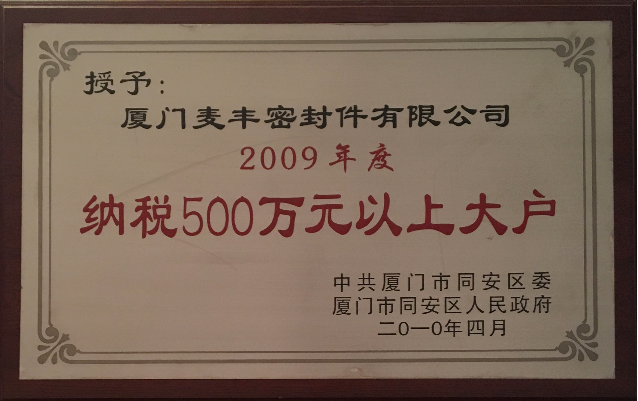 授予：
厦门麦丰密封件有限公司
2009年度
纳税500万元以上大户
中共厦门市同安区委
厦门市同安区人民政府
二〇一〇年四月